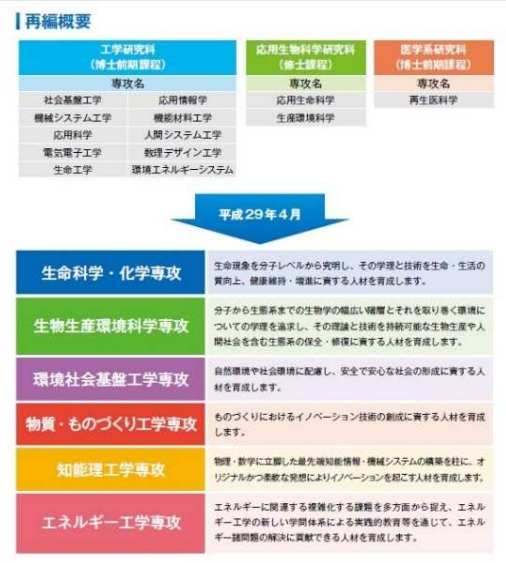 再編概要
工学研究科
(博士前期課程)
専攻名
社会基盤工学 応用情報学
機械システム工学 機能材料工学
応用科学 人間システム工学
電気電子工学 数理デザイン工学
生命工学 環境エネルギーシステム
応用生物科学研究科
(修士課程)
専攻名
応用生命科学
生産環境科学
医学系研究科
(博士前期課程)
専攻名
再生医科学
平成29年4月
生命科学・化学専攻
生命現象を分子レベルから究明し、その学理と技術を生命・生活の
質向上、健康維持・増進に資する人材を育成します。
生物生産環境科学専攻
分子から生態系までの生物学の幅広い階層とそれを取り巻く環境に
ついての学理を追求し、その理論と技術を持続可能な生物生産や人
間社会を含む生態系の保全・修復に資する人材を育成します。
環境社会基盤工学専攻
自然環境や社会環境に配慮し、安全で安心な社会の形成に資する人
材を育成します。
物質・ものづくり工学専攻
ものづくりにおけるイノベーション技術の創成に資する人材を育成
します。
知能理工学専攻
物理・数学に立脚した最先端知能情報・機械システムの構築を柱に、オ
リジナルかつ柔軟な発想によりイノベーションを起こす人材を育成します。
エネルギー工学専攻
エネルギーに関連する複雑化する課題を多方面から捉え、エネル
ギー工学の新しい学問体系による実践的教育等を通じて、エネル
ギー諸問題の解決に貢献できる人材を育成します。